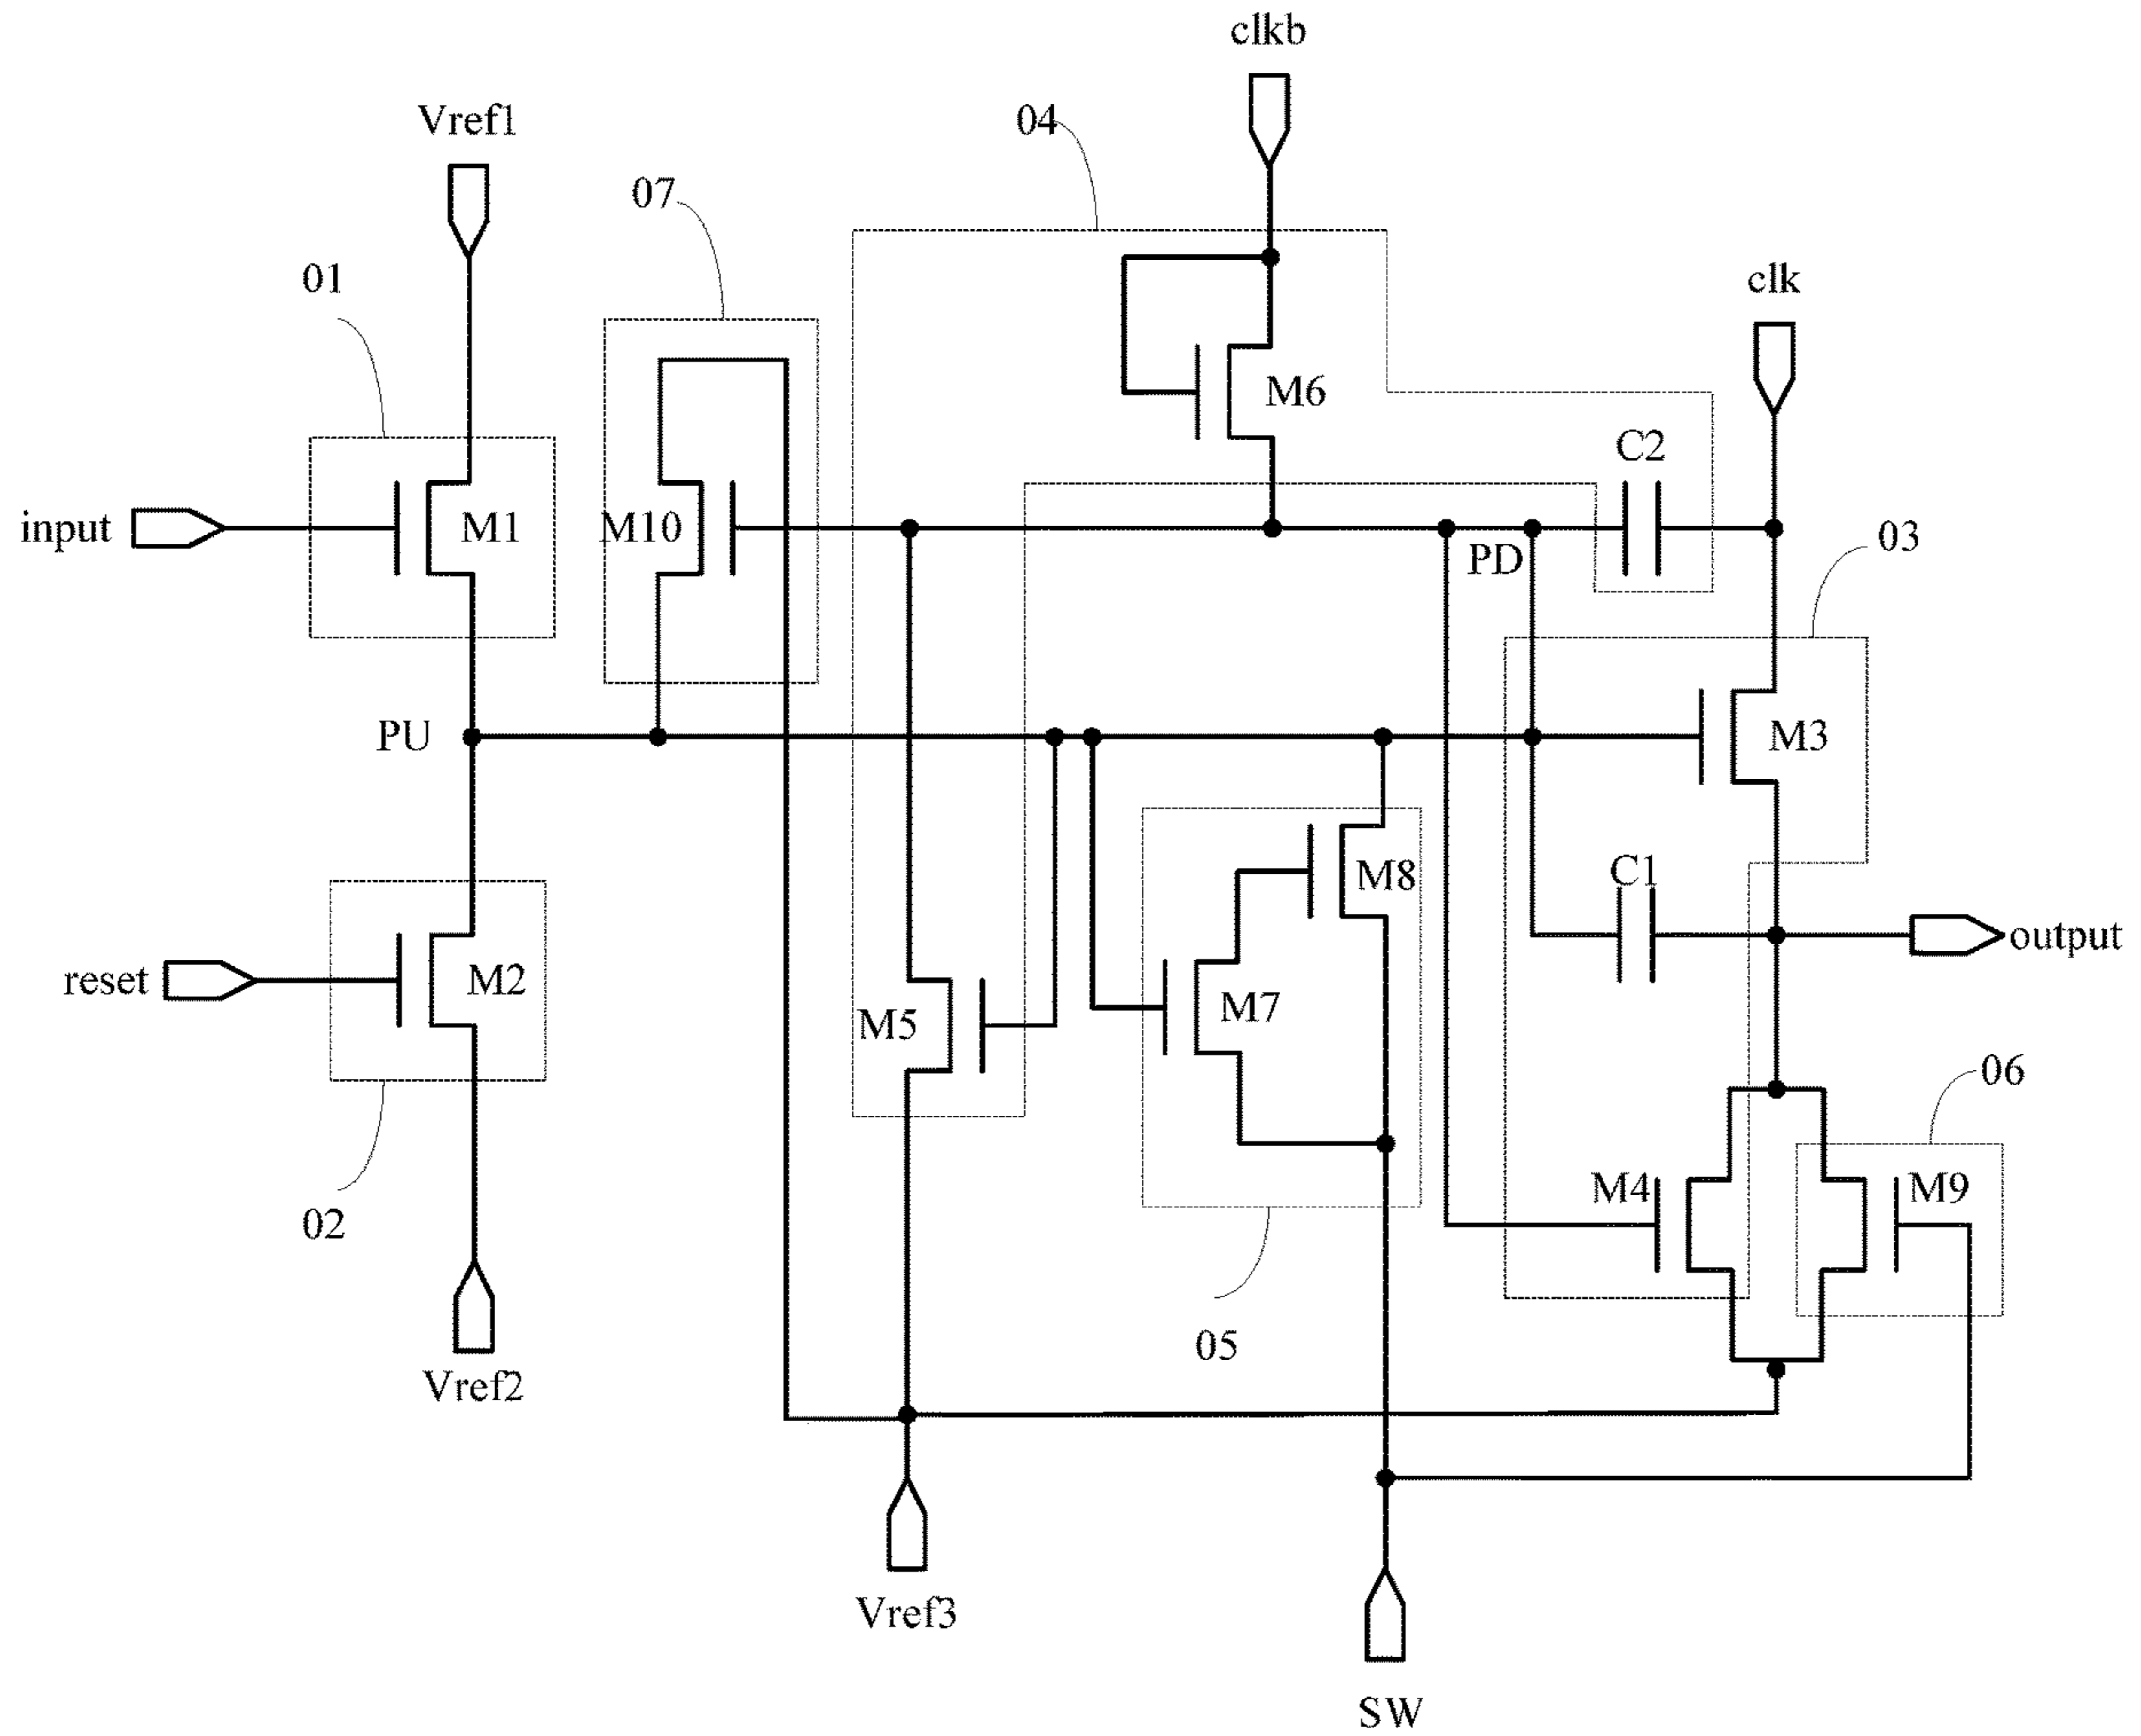 clkb
Vref1
04
07
01
clk
M6
C2
input
M1
M10
PD
03
PU
M3
M8
C1
output
reset
M2
M7
M5
06
M4
M9
02
05
Vref2
Vref3
SW